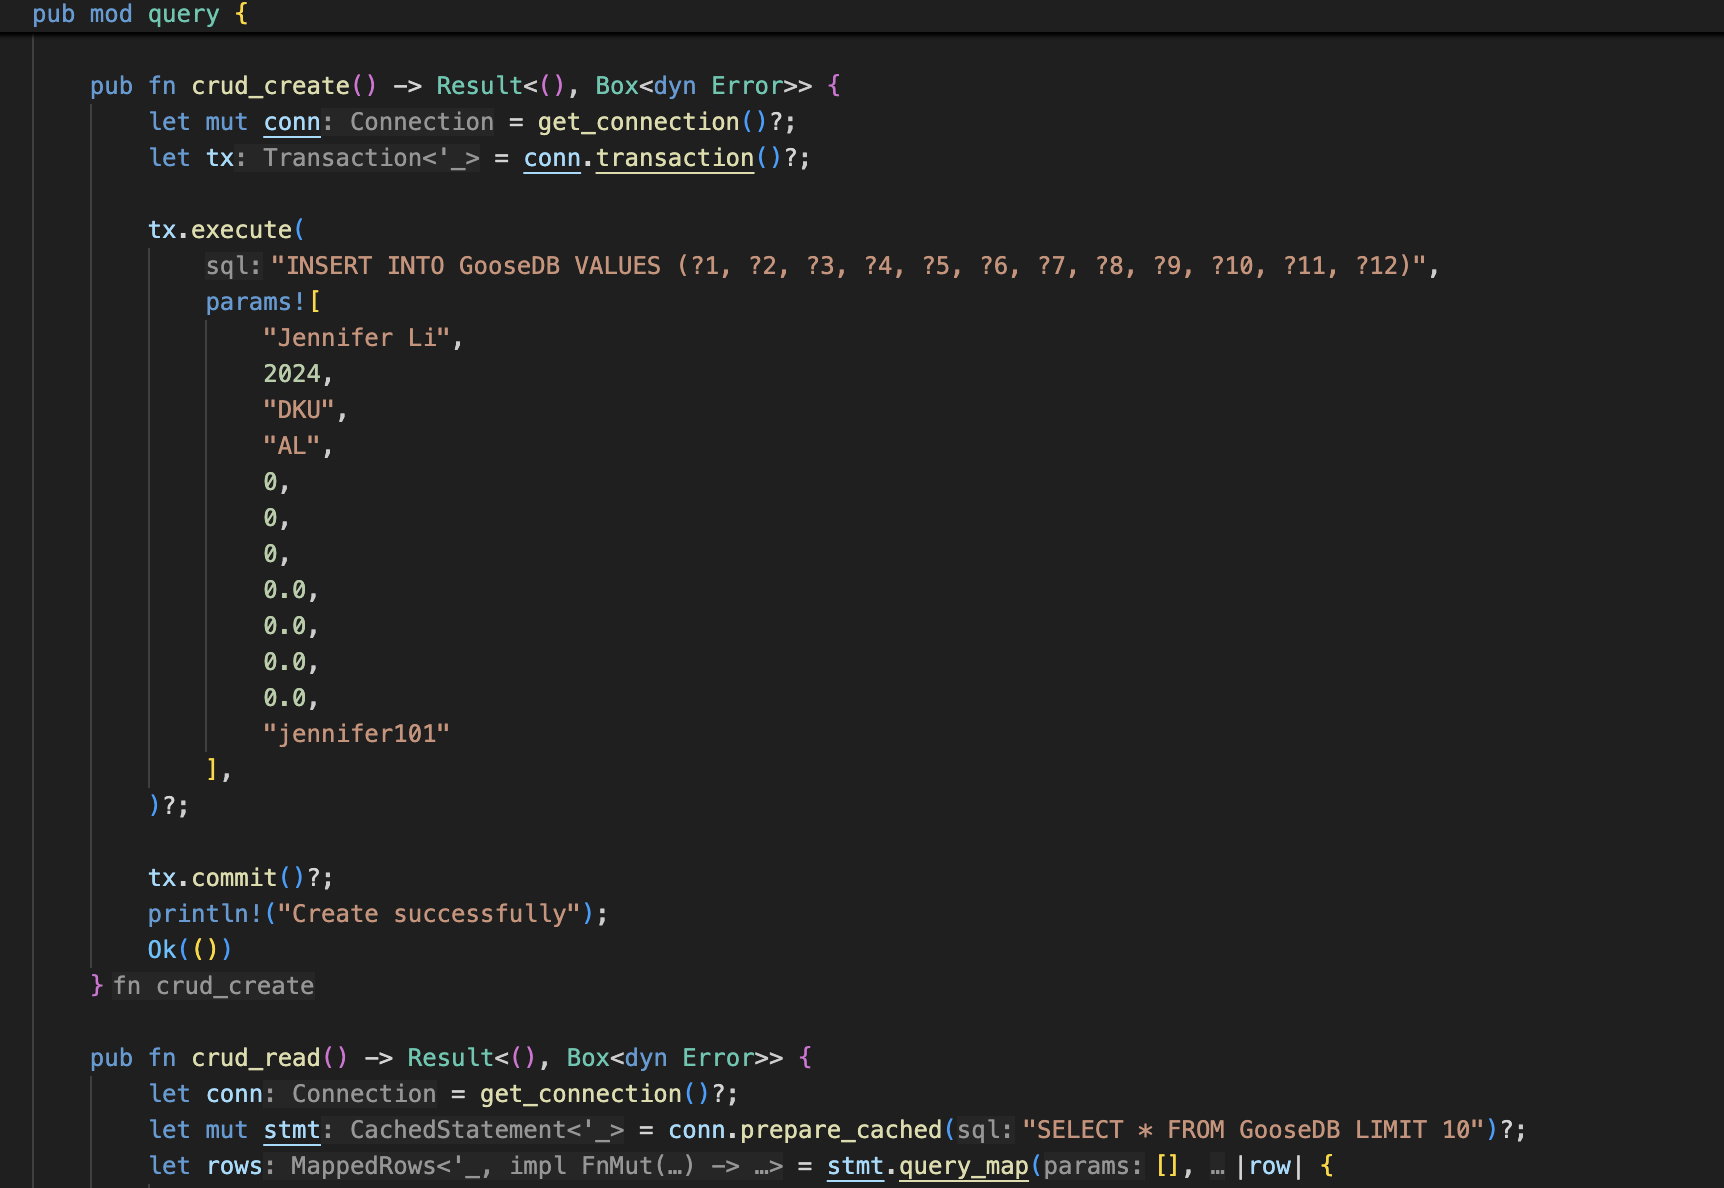 pub mod query {
pub fn crud_create() -> Result<(), Box<dyn Error>> {
let mut conn: Connection = get_connection()?;
let tx: Transaction<'_> = conn.transaction()?;
tx.execute(
sql: "INSERT INTO GooseDB VALUES (?1, ?2, ?3, ?4, ?5, ?6, ?7, ?8, ?9, ?10, ?11, ?12)",
params![
"Jennifer Li",
2024,
"DKU",
"AL",
0,
0,
0,
0.0,
0.0,
0.0,
0.0,
"jennifer101"
],
)?;
tx.commit()?;
println!("Create successfully");
Ok(())
} fn crud_create
pub fn crud_read() -> Result<(), Box<dyn Error>> {
let conn: Connection = get_connection()?;
let mut stmt: CachedStatement<'_> = conn.prepare_cached(sql: "SELECT * FROM GooseDB LIMIT 10")?;
let rows: MappedRows<'_, impl FnMut(…) -> …> = stmt.query_map(params: [], … |row| {